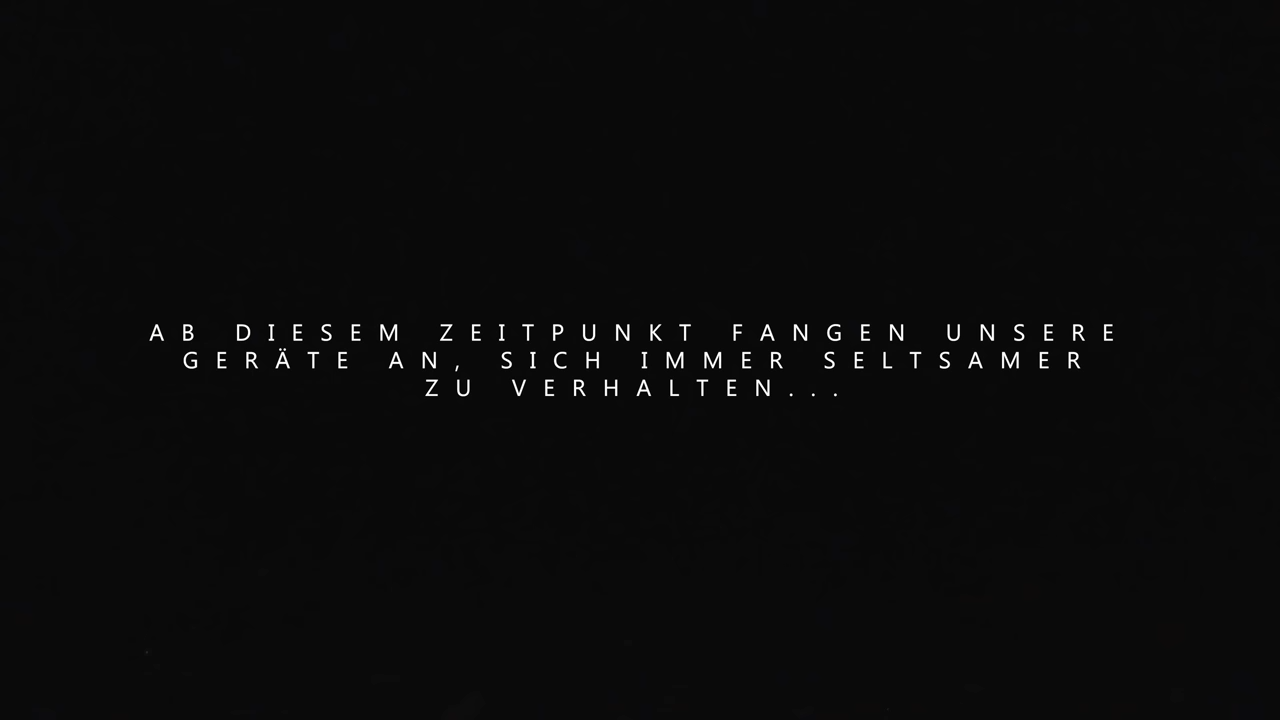 AB DIESEM ZEITPUNKT FANGEN UNSERE
GERÄTE AN, SICH IMMER SELTSAMER
ZU VERHALTEN...